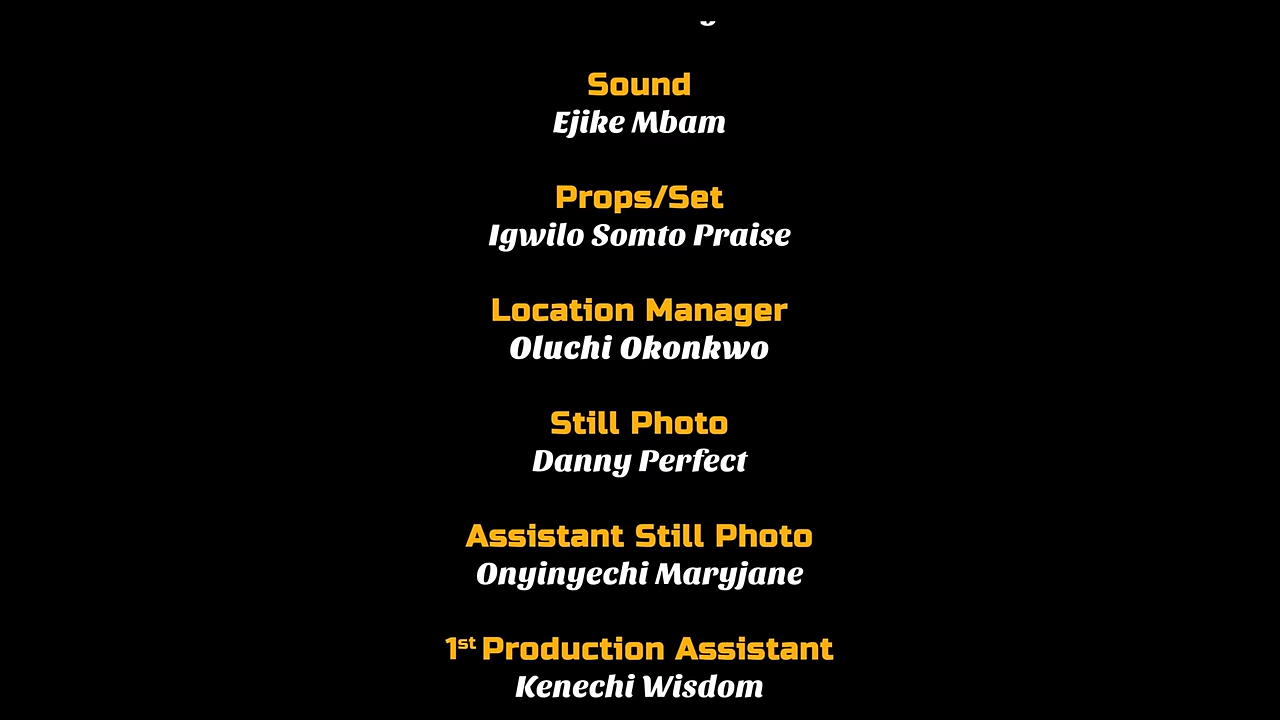 Sound
Ejike Mbam
Props/Set
Igwilo Somto Praise
Location Manager
Oluchi Okonkwo
Still Photo
Danny Perfect
Assistant Still Photo
Onyinyechi Maryjane
1st Production Assistant
Kenechi Wisdom